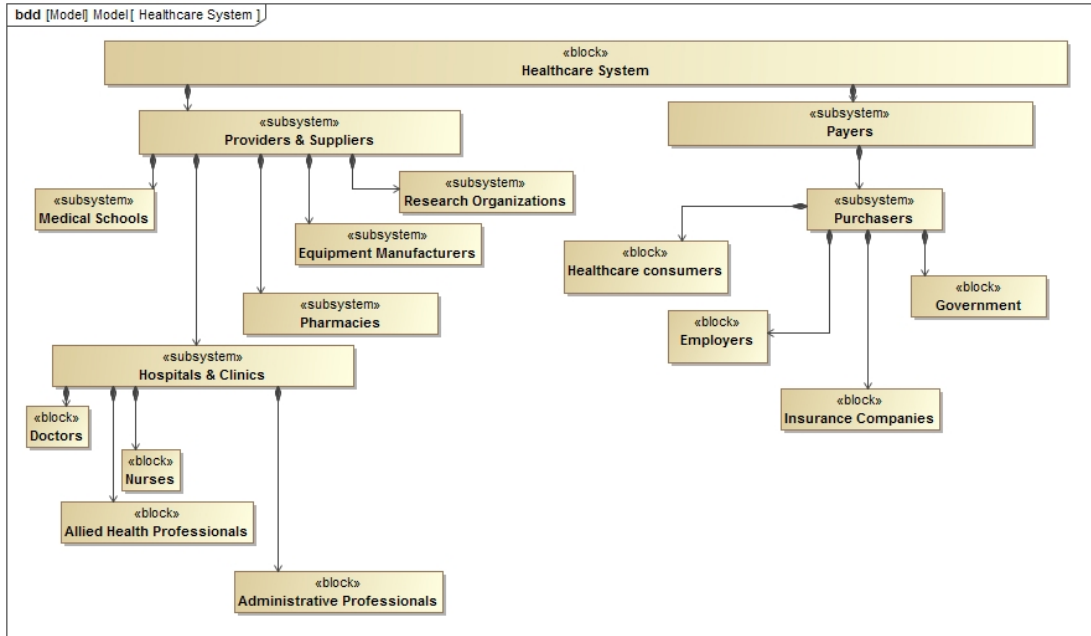 bdd [Model] Model[ Healthcare System ]
«block»
Healthcare System
«subsystem»
Providers & Suppliers
«subsystem»
Payers
«subsystem»
Medical Schools
«subsystem»
Research Organizations
«subsystem»
Purchasers
«subsystem»
Equipment Manufacturers
«block»
Healthcare consumers
«block»
Government
«subsystem»
Pharmacies
«block»
Employers
«subsystem»
Hospitals & Clinics
«block»
Insurance Companies
«block»
Doctors
«block»
Nurses
«block»
Allied Health Professionals
«block»
Administrative Professionals